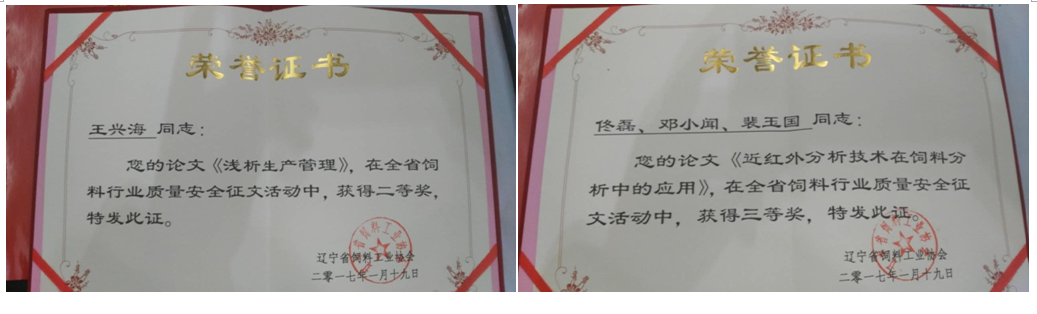 荣誉证书
王兴海 同志：
您的论文《浅析生产管理》，在全省饲
料行业质量安全征文活动中，获得二等奖，
特发此证。
辽宁省饲料工业协会
二零一七年一月十九日
荣誉证书
佟磊、邓小闻、裴玉国 同志：
您的论文《近红外分析技术在饲料分
析中的应用》，在全省饲料行业质量安全征
文活动中，获得三等奖，特发此证。
辽宁省饲料工业协会
二零一七年一月十九日